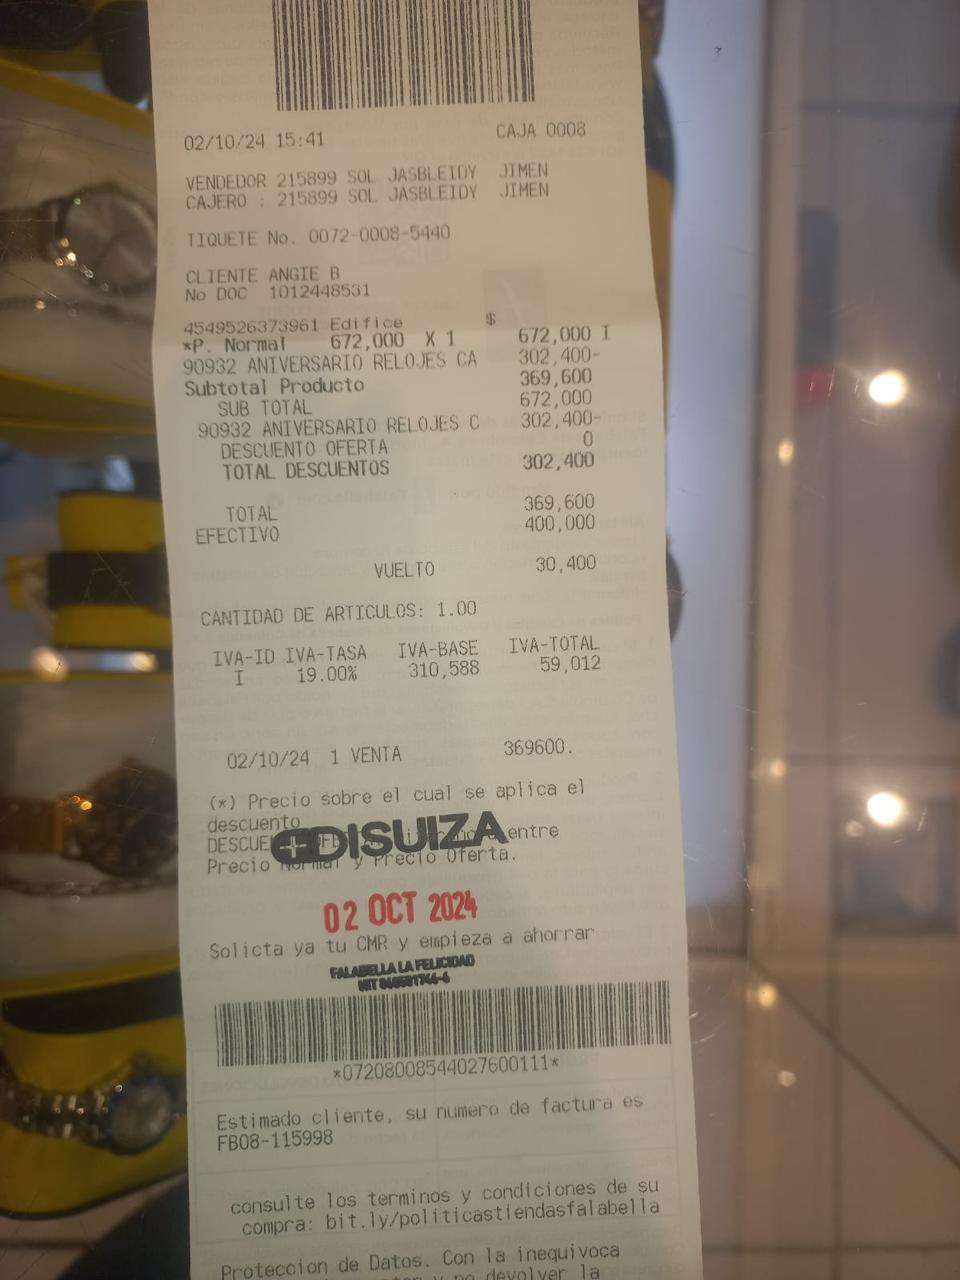 02/10/24 15:41 CAJA 0008
VENDEDOR 215899 SOL JASBLEIDY JIMEN
CAJERO : 215899 SOL JASBLEIDY JIMEN
TIQUETE No. 0072-0008-5440
CLIENTE ANGIE B
No DOC 1012448531
4549526373961 Edifice $
*P. Normal 672,000 X 1 672,000 I
90932 ANIVERSARIO RELOJES CA 302,400-
Subtotal Producto 369,600
SUB TOTAL 672,000
90932 ANIVERSARIO RELOJES C 302,400-
DESCUENTO OFERTA 0
TOTAL DESCUENTOS 302,400
TOTAL 369,600
EFECTIVO 400,000
VUELTO 30,400
CANTIDAD DE ARTICULOS: 1.00
IVA-ID IVA-TASA IVA-BASE IVA-TOTAL
I 19.00% 310,588 59,012
02/10/24 1 VENTA 369600.
(*) Precio sobre el cual se aplica el
descuento
entre
DISUIZA
Precio Normal y Precio Oferta.
02 OCT 2024
Solicta ya tu CMR y empieza a ahorrar
FALABELLA LA FELICIDAD
*07208008544027600111*
Estimado cliente, su numero de factura es
FB08-115998
consulte los terminos y condiciones de su
compra: bit.ly/politicastiendasfalabella
Proteccion de Datos. Con la inequivoca
y no devolver la